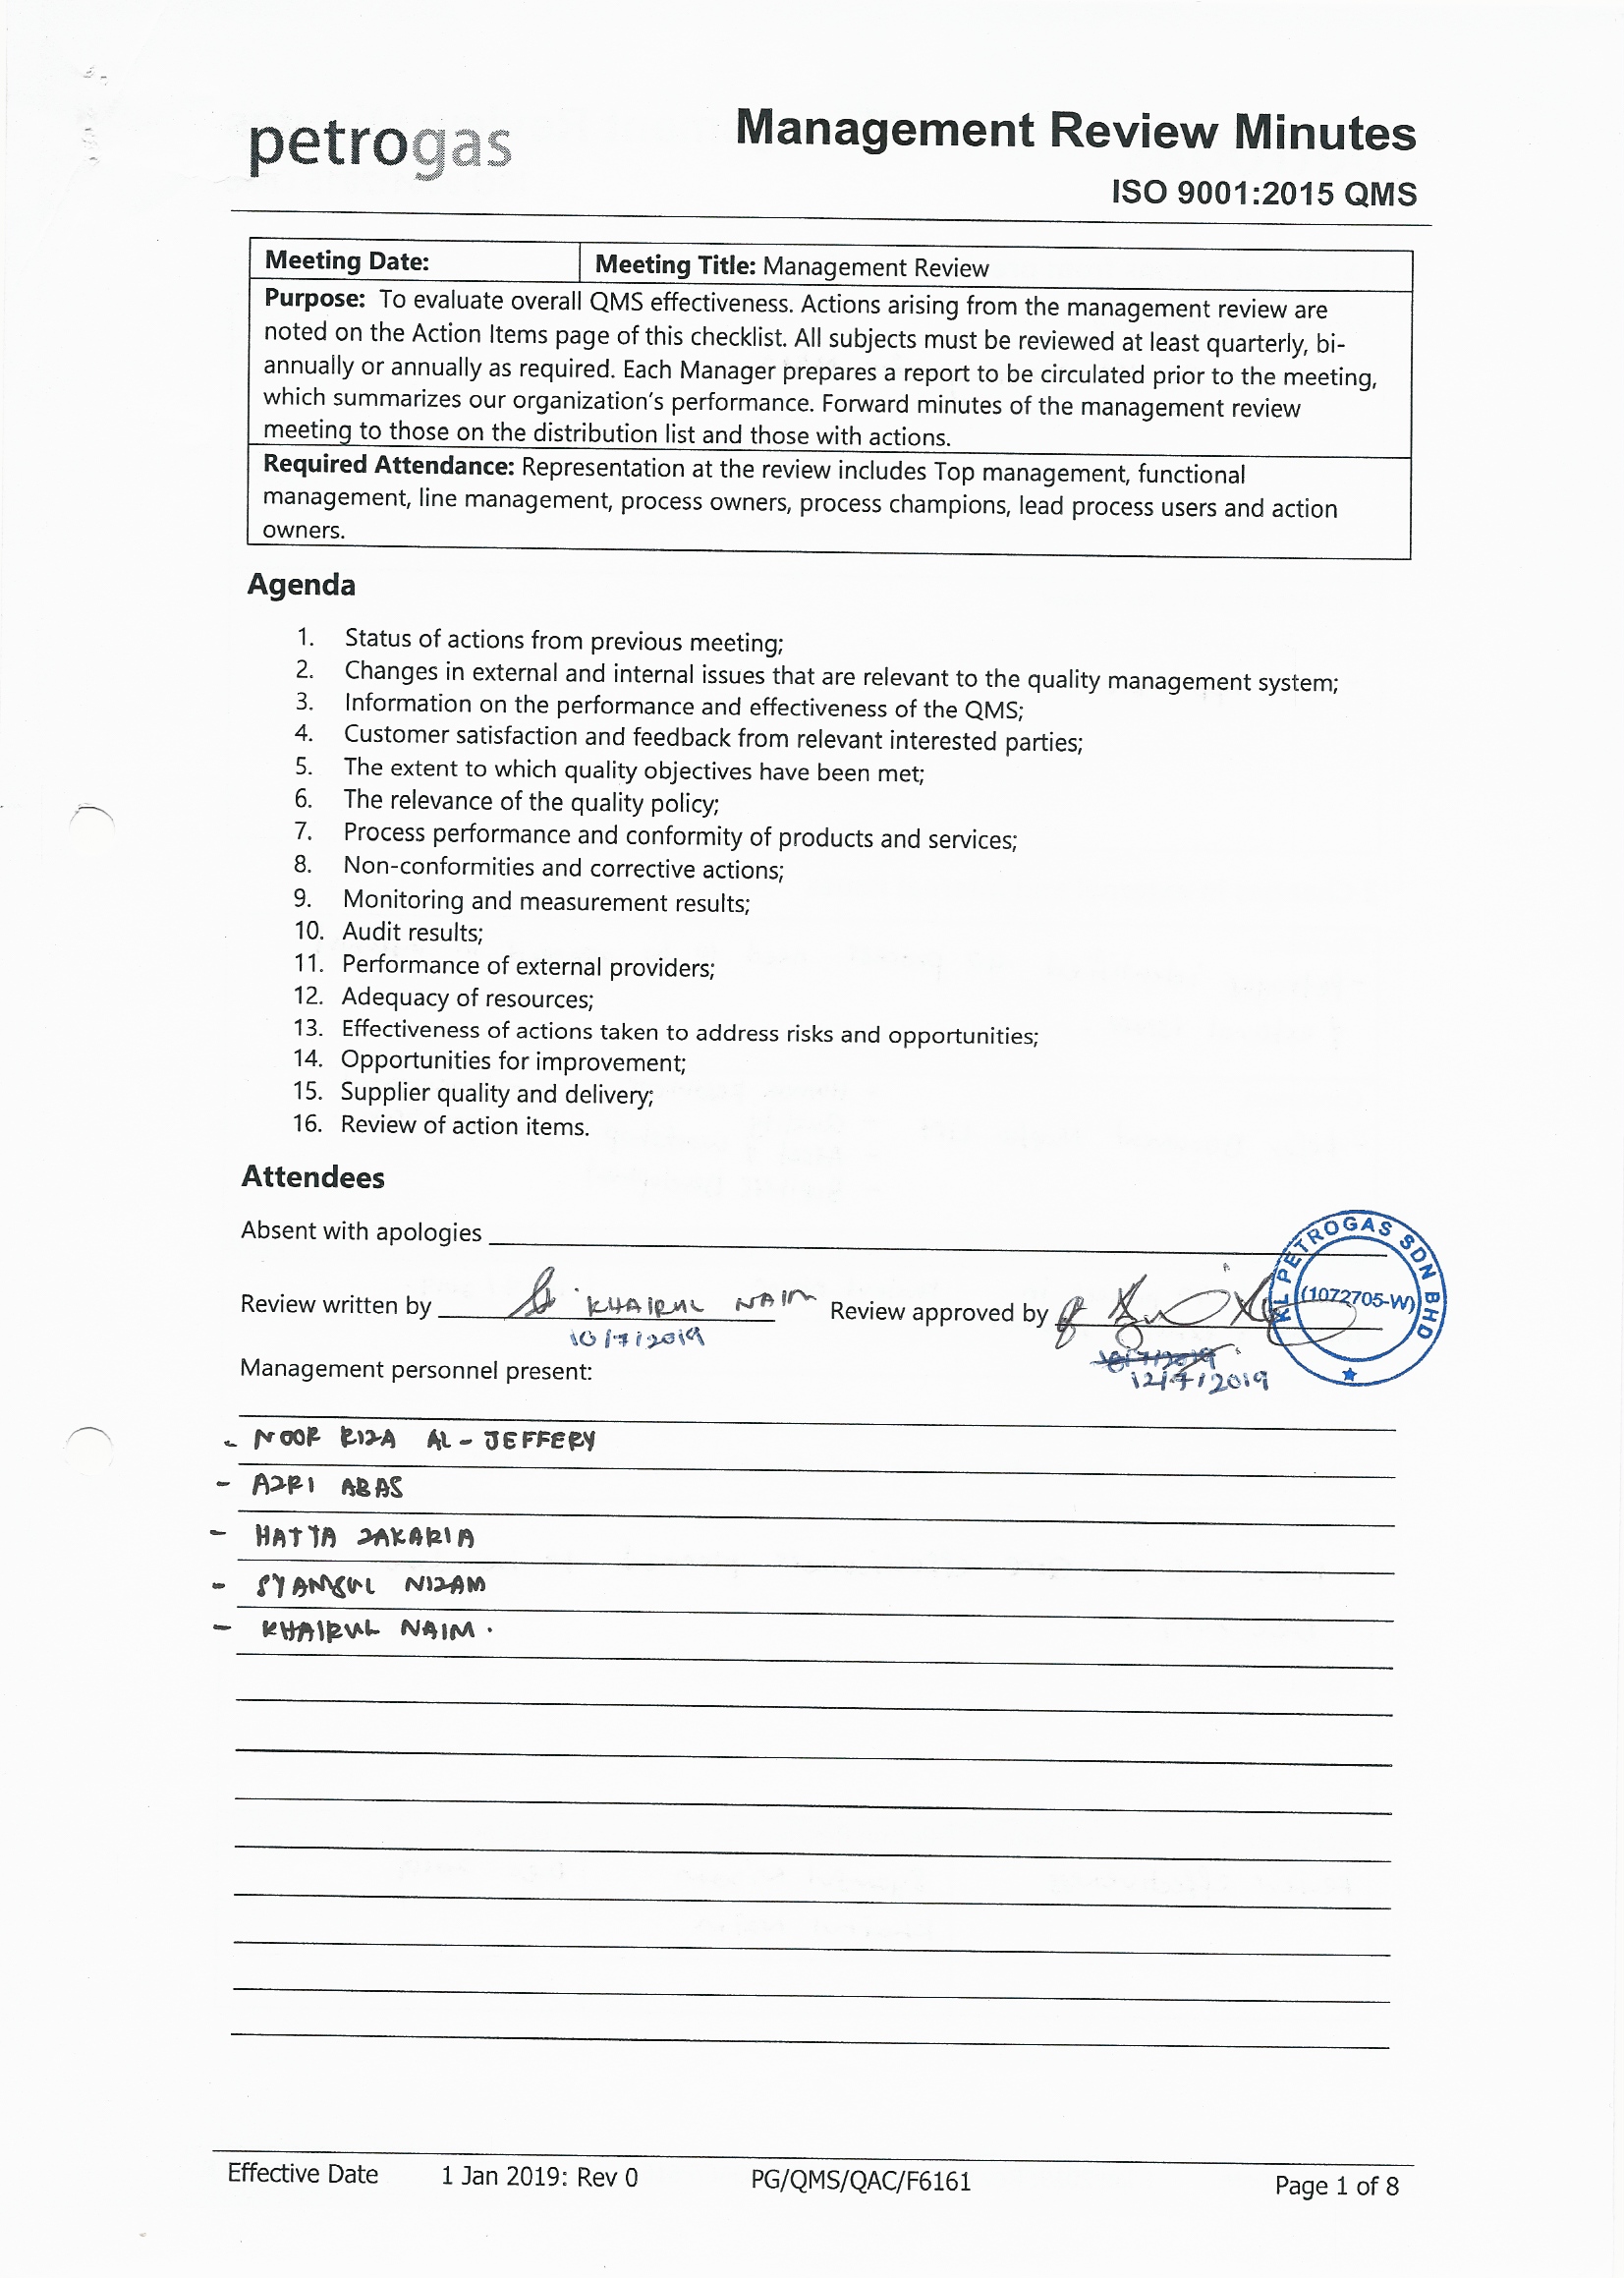 petrogas
Management Review Minutes
ISO 9001:2015 QMS
Meeting Date:
Meeting Title: Management Review
Purpose: To evaluate overall QMS effectiveness. Actions arising from the management review are
noted on the Action Items page of this checklist. All subjects must be reviewed at least quarterly, bi-
annually or annually as required. Each Manager prepares a report to be circulated prior to the meeting,
which summarizes our organization's performance. Forward minutes of the management review
meeting to those on the distribution list and those with actions.
Required Attendance: Representation at the review includes Top management, functional
management, line management, process owners, process champions, lead process users and action
owners.
Agenda
1. Status of actions from previous meeting;
2. Changes in external and internal issues that are relevant to the quality management system;
3. Information on the performance and effectiveness of the QMS;
4. Customer satisfaction and feedback from relevant interested parties;
5. The extent to which quality objectives have been met;
6. The relevance of the quality policy;
7. Process performance and conformity of products and services;
8. Non-conformities and corrective actions;
9. Monitoring and measurement results;
10. Audit results;
11. Performance of external providers;
12. Adequacy of resources;
13. Effectiveness of actions taken to address risks and opportunities;
14. Opportunities for improvement;
15. Supplier quality and delivery;
16. Review of action items.
Attendees
Absent with apologies
Review written by KHAIRUL NAIM Review approved by
10/7/2019
12/7/2019
KL PETROGAS SDN BHD
(1072705-W)
Management personnel present:
- NOOR RIZA AL-JEFFERY
- AZRI ABAS
- HATTA ZAKARIA
- SYAMSUL NIZAM
- KHAIRUL NAIM.
Effective Date 1 Jan 2019: Rev 0 PG/QMS/QAC/F6161 Page 1 of 8